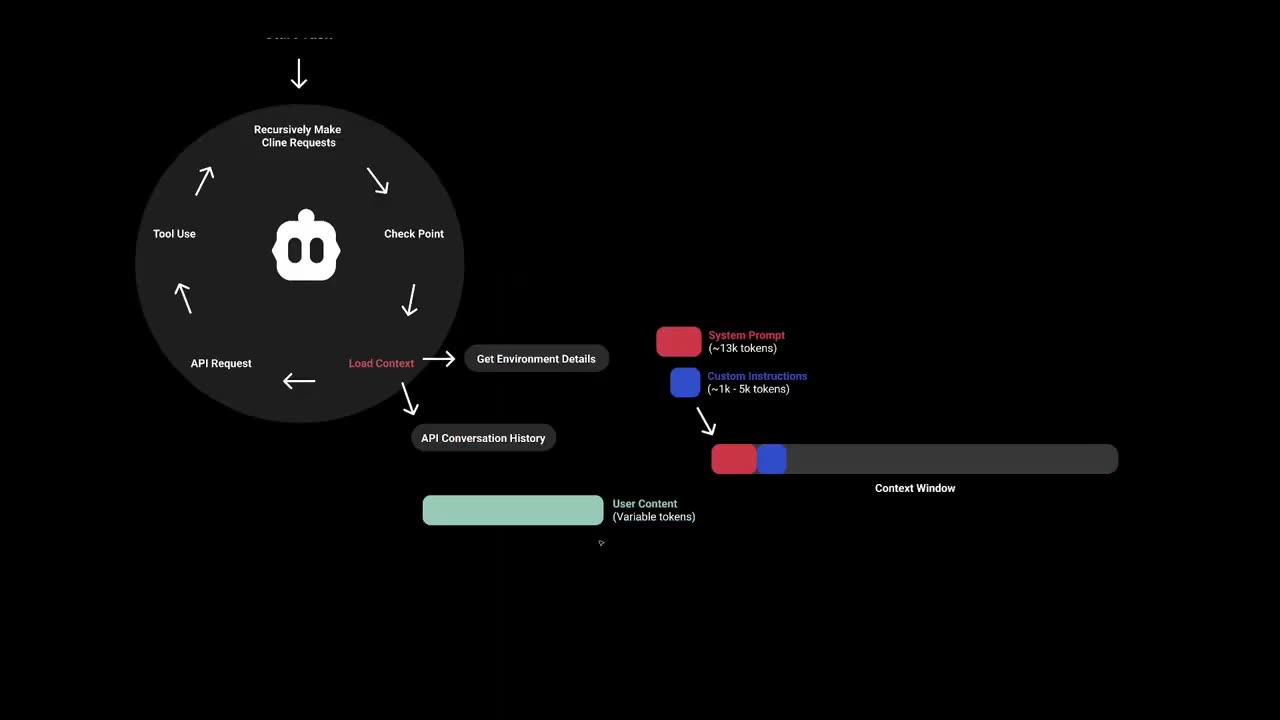 Recursively Make
Cline Requests
Tool Use
Check Point
API Request
Load Context
Get Environment Details
API Conversation History
System Prompt
(~13k tokens)
Custom Instructions
(~1k - 5k tokens)
Context Window
User Content
(Variable tokens)